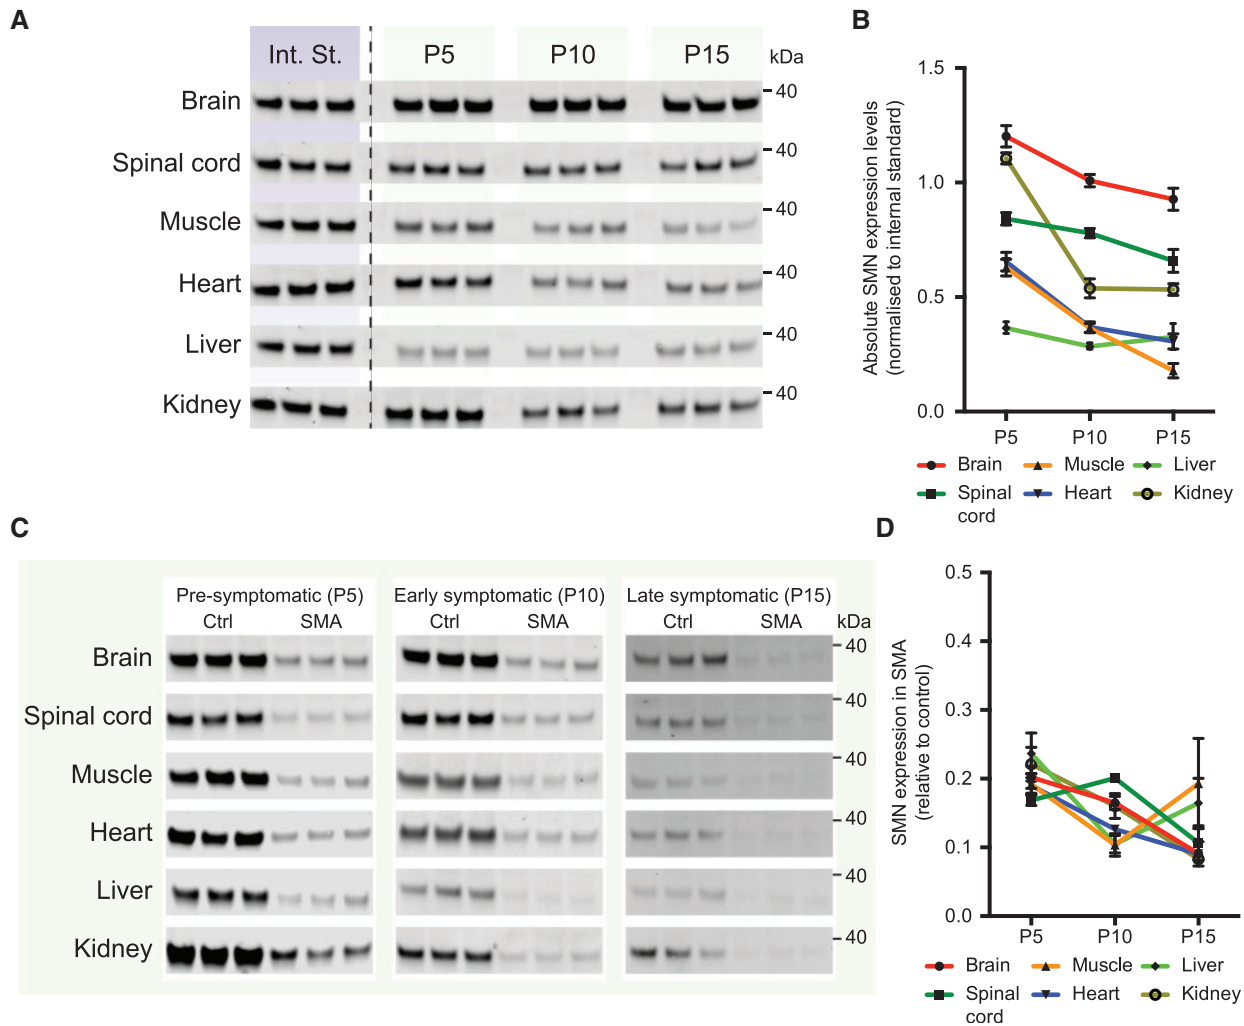 A
Int. St.
P5
P10
P15
kDa
Brain
40
Spinal cord
40
Muscle
40
Heart
40
Liver
40
Kidney
40
B
Absolute SMN expression levels
(normalised to internal standard)
1.5
1.0
0.5
0.0
P5
P10
P15
Brain
Muscle
Liver
Spinal
cord
Heart
Kidney
C
Pre-symptomatic (P5)
Early symptomatic (P10)
Late symptomatic (P15)
Ctrl
SMA
Ctrl
SMA
Ctrl
SMA
kDa
Brain
40
Spinal cord
40
Muscle
40
Heart
40
Liver
40
Kidney
40
D
SMN expression in SMA
(relative to control)
0.5
0.4
0.3
0.2
0.1
0.0
P5
P10
P15
Brain
Muscle
Liver
Spinal
cord
Heart
Kidney